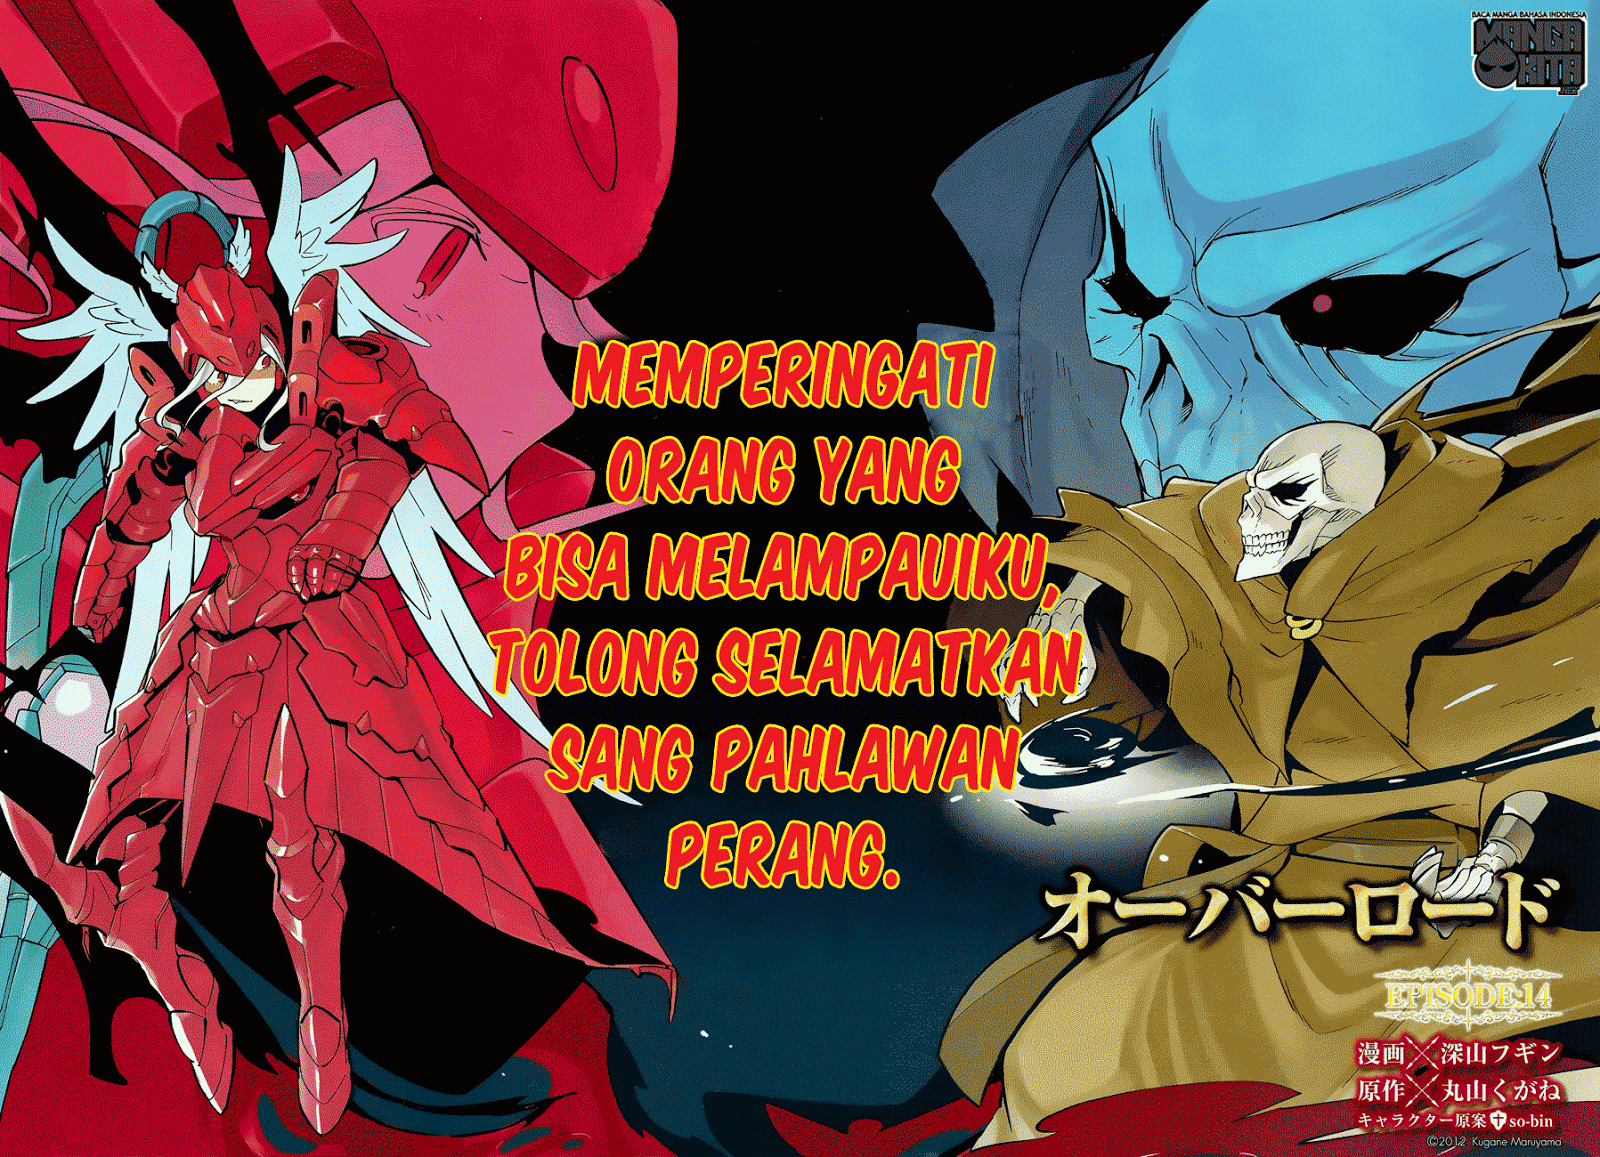 BACA MANGA BAHASA INDONESIA
MANGA
KITA
.NET
MEMPERINGATI
ORANG YANG
BISA MELAMPAUIKU,
TOLONG SELAMATKAN
SANG PAHLAWAN
PERANG.
オーバーロード
EPISODE:14
漫画×深山フギン
原作×丸山くがね
キャラクター原案 so-bin
©2012 Kugane Maruyama